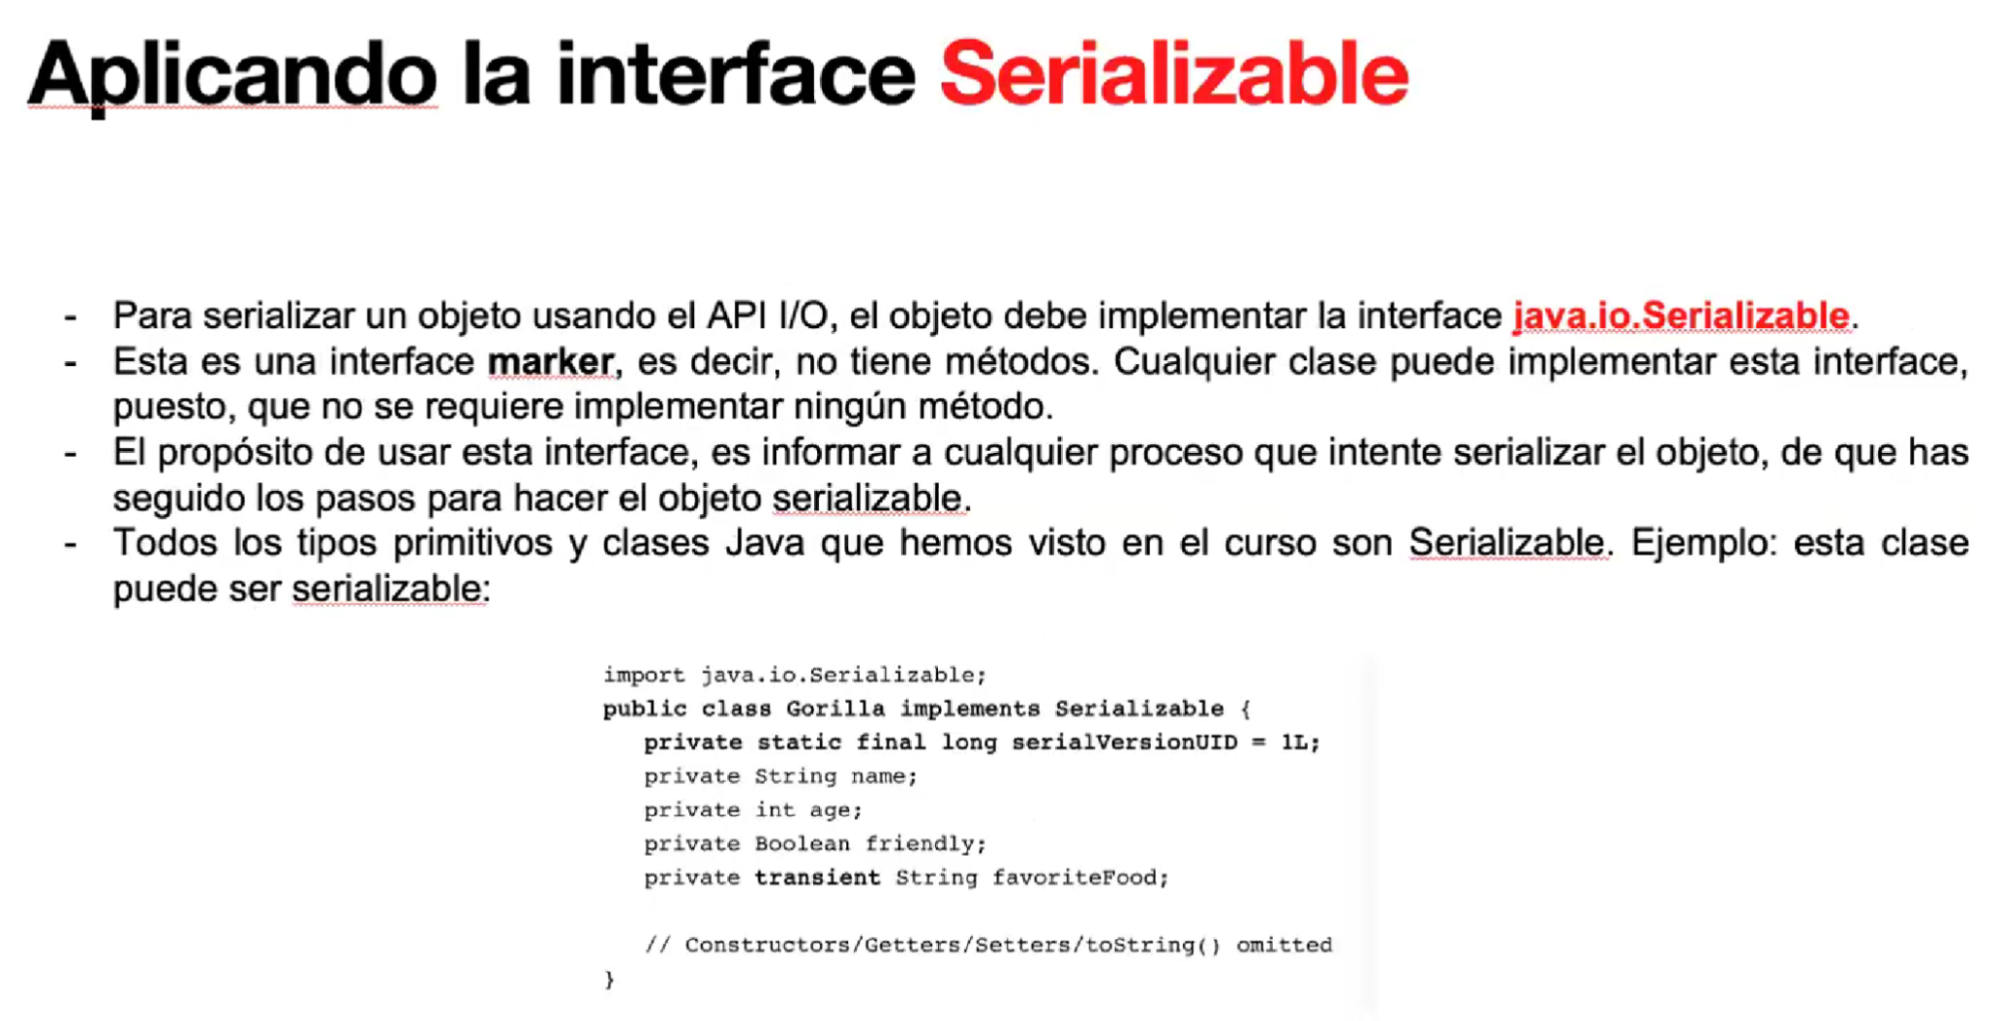 Aplicando la interface Serializable
- Para serializar un objeto usando el API I/O, el objeto debe implementar la interface java.io.Serializable.
- Esta es una interface marker, es decir, no tiene métodos. Cualquier clase puede implementar esta interface,
puesto, que no se requiere implementar ningún método.
- El propósito de usar esta interface, es informar a cualquier proceso que intente serializar el objeto, de que has
seguido los pasos para hacer el objeto serializable.
- Todos los tipos primitivos y clases Java que hemos visto en el curso son Serializable. Ejemplo: esta clase
puede ser serializable:
import java.io.Serializable;
public class Gorilla implements Serializable {
private static final long serialVersionUID = 1L;
private String name;
private int age;
private Boolean friendly;
private transient String favoriteFood;
// Constructors/Getters/Setters/toString() omitted
}